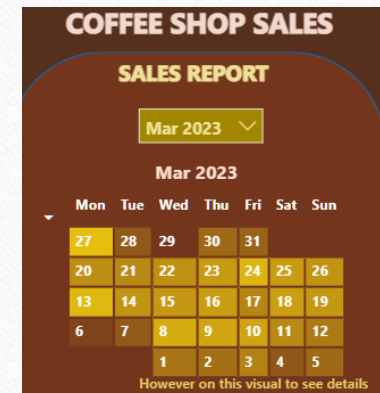 COFFEE SHOP SALES
SALES REPORT
Mar 2023
Mar 2023
Mon Tue Wed Thu Fri Sat Sun
27 28 29 30 31
20 21 22 23 24 25 26
13 14 15 16 17 18 19
6 7 8 9 10 11 12
1 2 3 4 5
However on this visual to see details